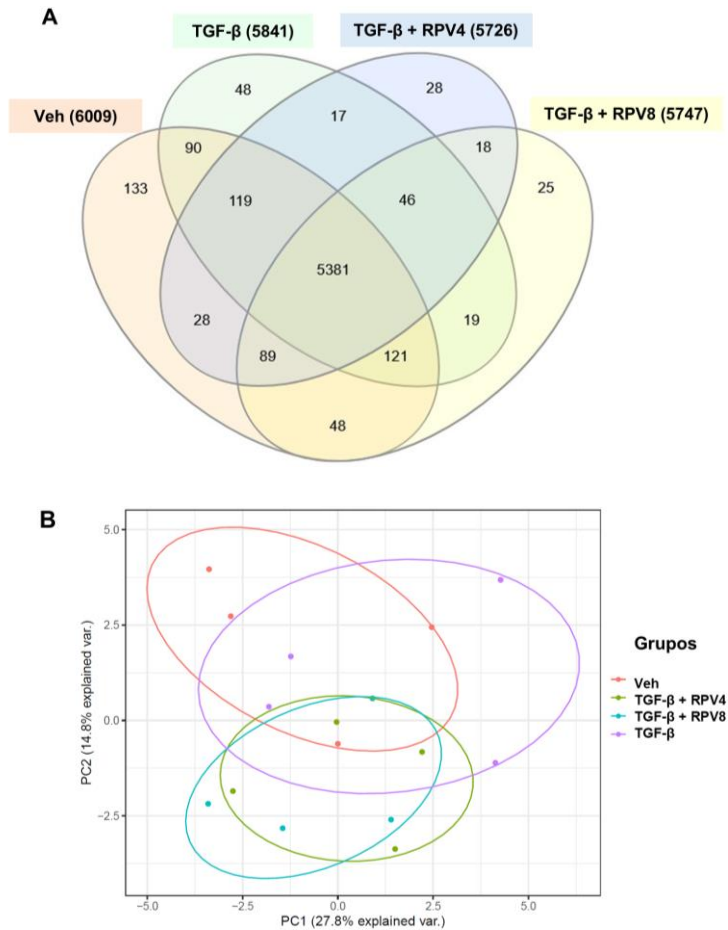 A
TGF-β (5841)
TGF-β + RPV4 (5726)
Veh (6009)
TGF-β + RPV8 (5747)
48
28
17
90
18
133
119
46
25
5381
28
19
89
121
48
B
5.0
2.5
0.0
−2.5
PC2 (14.8% explained var.)
−5.0
−2.5
0.0
2.5
5.0
PC1 (27.8% explained var.)
Grupos
Veh
TGF-β + RPV4
TGF-β + RPV8
TGF-β